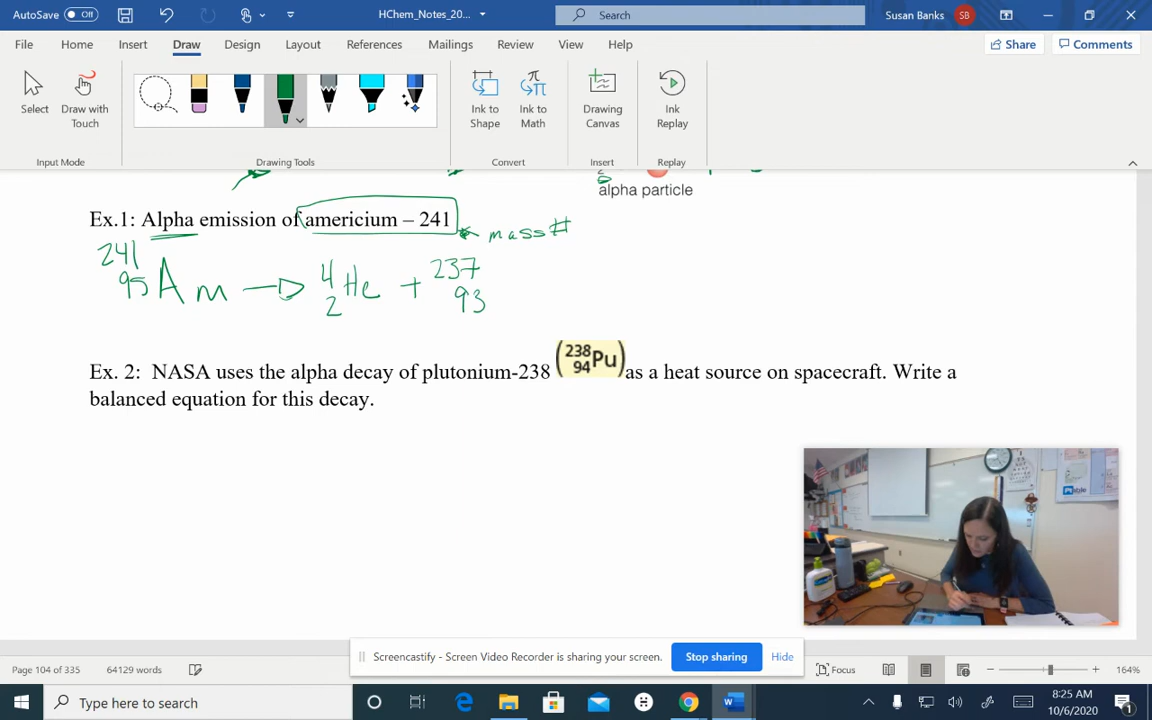 AutoSave Off HChem_Notes_20... Search Susan Banks SB
File Home Insert Draw Design Layout References Mailings Review View Help Share Comments
Select Draw with Touch Ink to Shape Ink to Math Drawing Canvas Ink Replay
Input Mode Drawing Tools Convert Insert Replay
alpha particle
Ex.1: Alpha emission of americium – 241
mass #
241 95 Am → 4 2 He + 237 93
Ex. 2: NASA uses the alpha decay of plutonium-238 (238 94 Pu) as a heat source on spacecraft. Write a
balanced equation for this decay.
Screencastify - Screen Video Recorder is sharing your screen. Stop sharing Hide
Page 104 of 335 64129 words Focus 164%
Type here to search 8:25 AM
10/6/2020